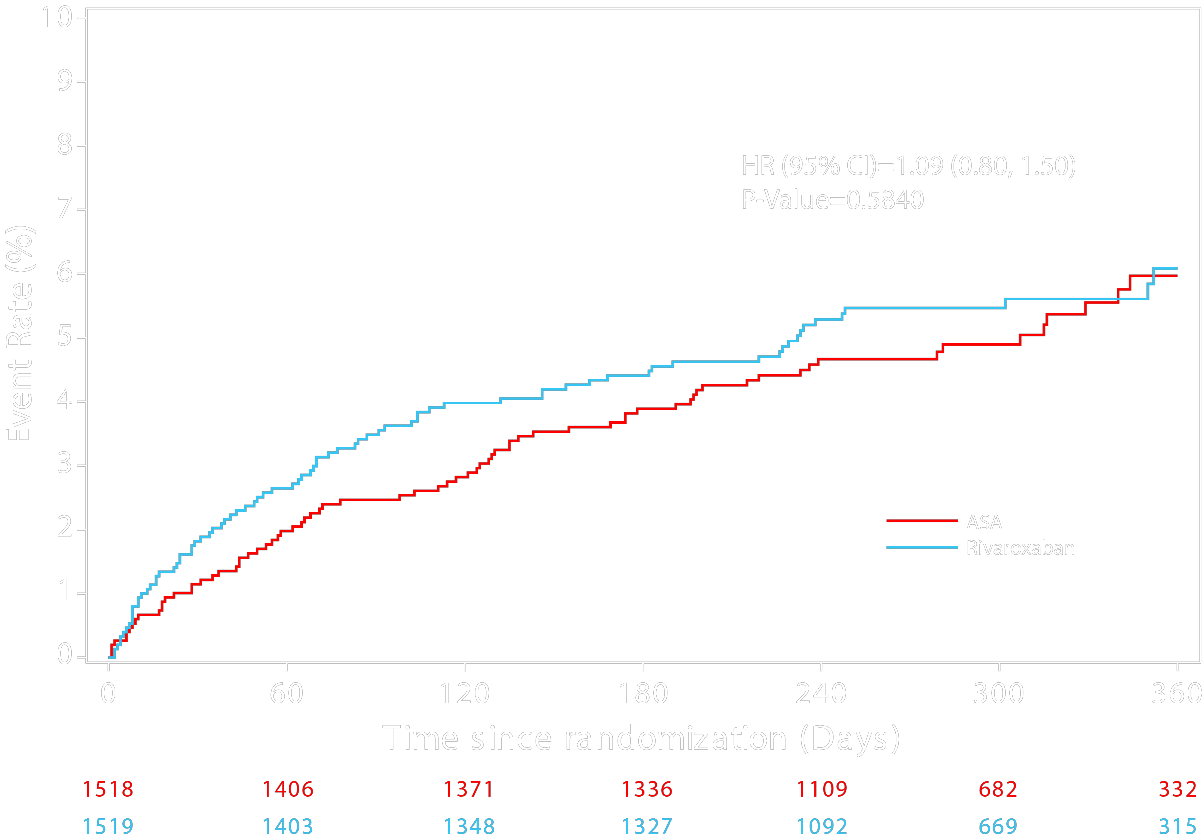 10
9
8
7
6
5
4
3
2
1
0
Event Rate (%)
HR (95% CI)=1.09 (0.80, 1.50)
P-Value=0.5840
ASA
Rivaroxaban
0 60 120 180 240 300 360
Time since randomization (Days)
1518 1406 1371 1336 1109 682 332
1519 1403 1348 1327 1092 669 315